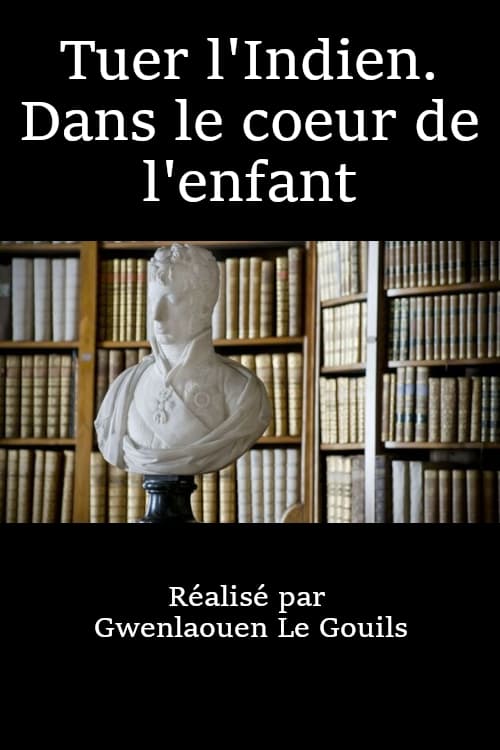 Tuer l'Indien.
Dans le coeur de
l'enfant
Réalisé par
Gwenlaouen Le Gouils